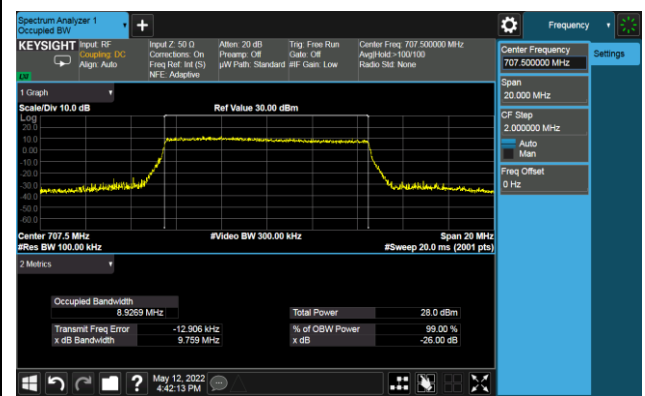 Spectrum Analyzer 1
Occupied BW
Frequency
KEYSIGHT
Input: RF
Coupling: DC
Align: Auto
Input Z: 50 Ω
Corrections: On
Freq Ref: Int (S)
NFE: Adaptive
Atten: 20 dB
Preamp: Off
µW Path: Standard
Trig: Free Run
Gate: Off
#IF Gain: Low
Center Freq: 707.500000 MHz
Avg|Hold:>100/100
Radio Std: None
Center Frequency
707.500000 MHz
Settings
Span
20.000 MHz
CF Step
2.000000 MHz
Auto
Man
Freq Offset
0 Hz
1 Graph
Scale/Div 10.0 dB
Ref Value 30.00 dBm
Log
20.0
10.0
0.00
-10.0
-20.0
-30.0
-40.0
-50.0
-60.0
Center 707.5 MHz
#Video BW 300.00 kHz
Span 20 MHz
#Res BW 100.00 kHz
#Sweep 20.0 ms (2001 pts)
2 Metrics
Occupied Bandwidth
8.9269 MHz
Total Power 28.0 dBm
Transmit Freq Error -12.906 kHz
% of OBW Power 99.00 %
x dB Bandwidth 9.759 MHz
x dB -26.00 dB
May 12, 2022
4:42:13 PM